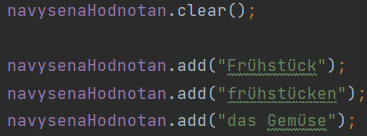 navysenaHodnotan.clear();
navysenaHodnotan.add("Frühstück");
navysenaHodnotan.add("frühstücken");
navysenaHodnotan.add("das Gemüse");